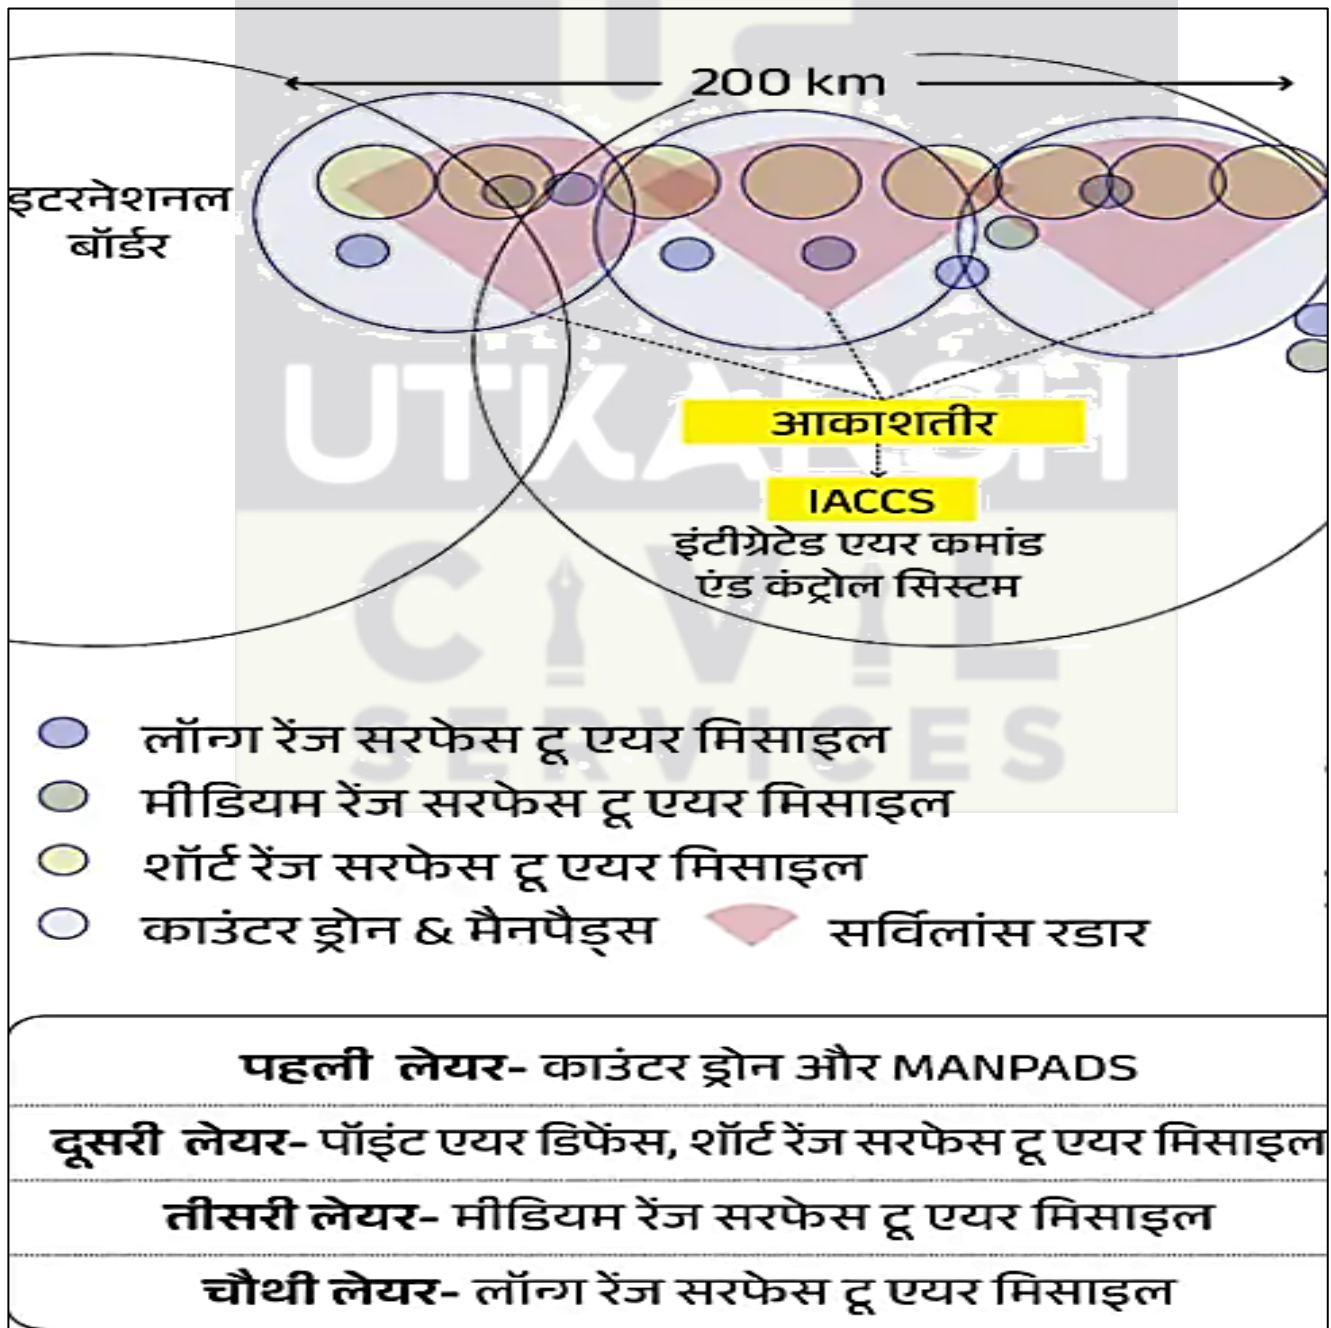 200 km
इटरनेशनल
बॉर्डर
UTKARSH
आकाशतीर
IACCS
इंटीग्रेटेड एयर कमांड
एंड कंट्रोल सिस्टम
CIVIL
SERVICES
लॉन्ग रेंज सरफेस टू एयर मिसाइल
मीडियम रेंज सरफेस टू एयर मिसाइल
शॉर्ट रेंज सरफेस टू एयर मिसाइल
काउंटर ड्रोन & मैनपैड्स सर्विलांस रडार
पहली लेयर- काउंटर ड्रोन और MANPADS
दूसरी लेयर- पॉइंट एयर डिफेंस, शॉर्ट रेंज सरफेस टू एयर मिसाइल
तीसरी लेयर- मीडियम रेंज सरफेस टू एयर मिसाइल
चौथी लेयर- लॉन्ग रेंज सरफेस टू एयर मिसाइल